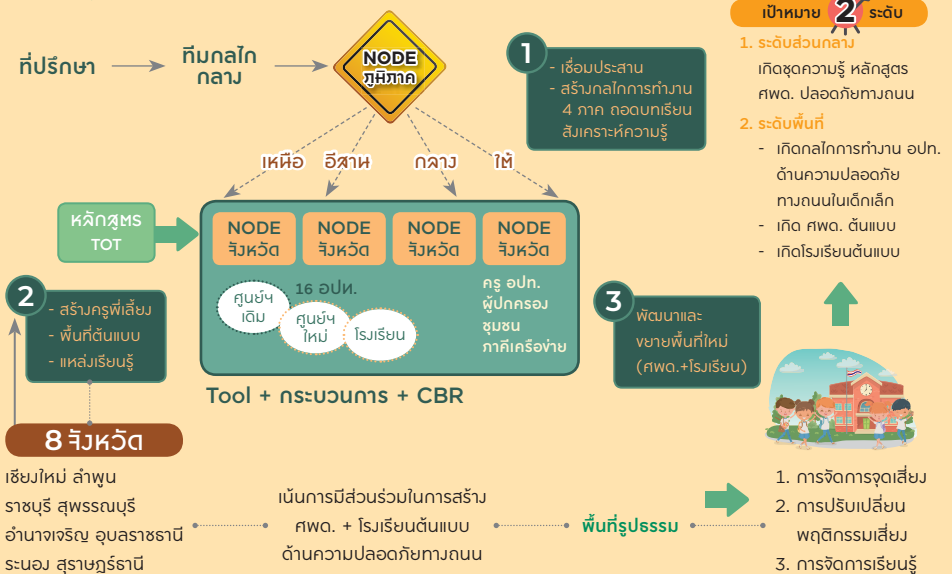 ที่ปรึกษา
ทีมกลไก
กลาง
NODE
ภูมิภาค
1
- เชื่อมประสาน
- สร้างกลไกการทำงาน
4 ภาค ถอดบทเรียน
สังเคราะห์ความรู้
เป้าหมาย 2 ระดับ
1. ระดับส่วนกลาง
เกิดชุดความรู้ หลักสูตร
ศพด. ปลอดภัยทางถนน
2. ระดับพื้นที่
- เกิดกลไกการทำงาน อปท.
ด้านความปลอดภัย
ทางถนนในเด็กเล็ก
- เกิด ศพด. ต้นแบบ
- เกิดโรงเรียนต้นแบบ
เหนือ อีสาน กลาง ใต้
หลักสูตร
TOT
NODE
จังหวัด
NODE
จังหวัด
NODE
จังหวัด
NODE
จังหวัด
16 อปท.
ศูนย์ฯ
เดิม
ศูนย์ฯ
ใหม่
โรงเรียน
ครู อปท.
ผู้ปกครอง
ชุมชน
ภาคีเครือข่าย
2
- สร้างครูพี่เลี้ยง
- พื้นที่ต้นแบบ
- แหล่งเรียนรู้
3
พัฒนาและ
ขยายพื้นที่ใหม่
(ศพด.+โรงเรียน)
Tool + กระบวนการ + CBR
8 จังหวัด
เชียงใหม่ ลำพูน
ราชบุรี สุพรรณบุรี
อำนาจเจริญ อุบลราชธานี
ระนอง สุราษฎร์ธานี
เน้นการมีส่วนร่วมในการสร้าง
ศพด. + โรงเรียนต้นแบบ
ด้านความปลอดภัยทางถนน
พื้นที่รูปธรรม
1. การจัดการจุดเสี่ยง
2. การปรับเปลี่ยน
พฤติกรรมเสี่ยง
3. การจัดการเรียนรู้